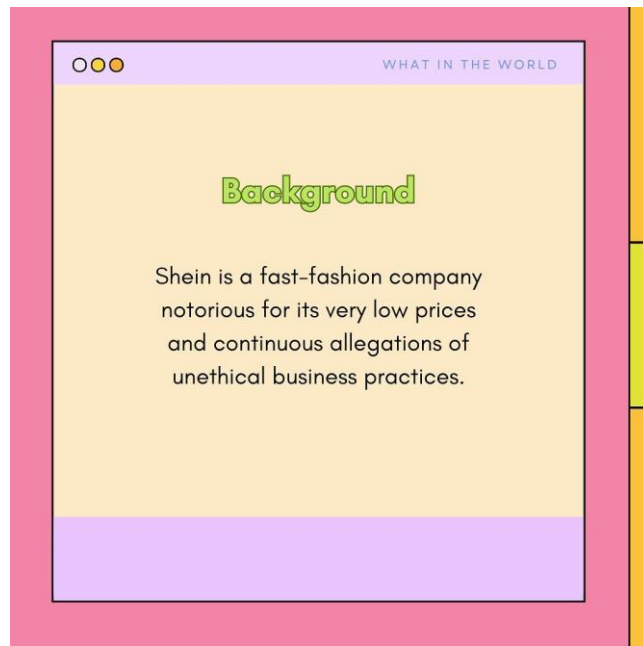 WHAT IN THE WORLD
Background
Shein is a fast-fashion company
notorious for its very low prices
and continuous allegations of
unethical business practices.